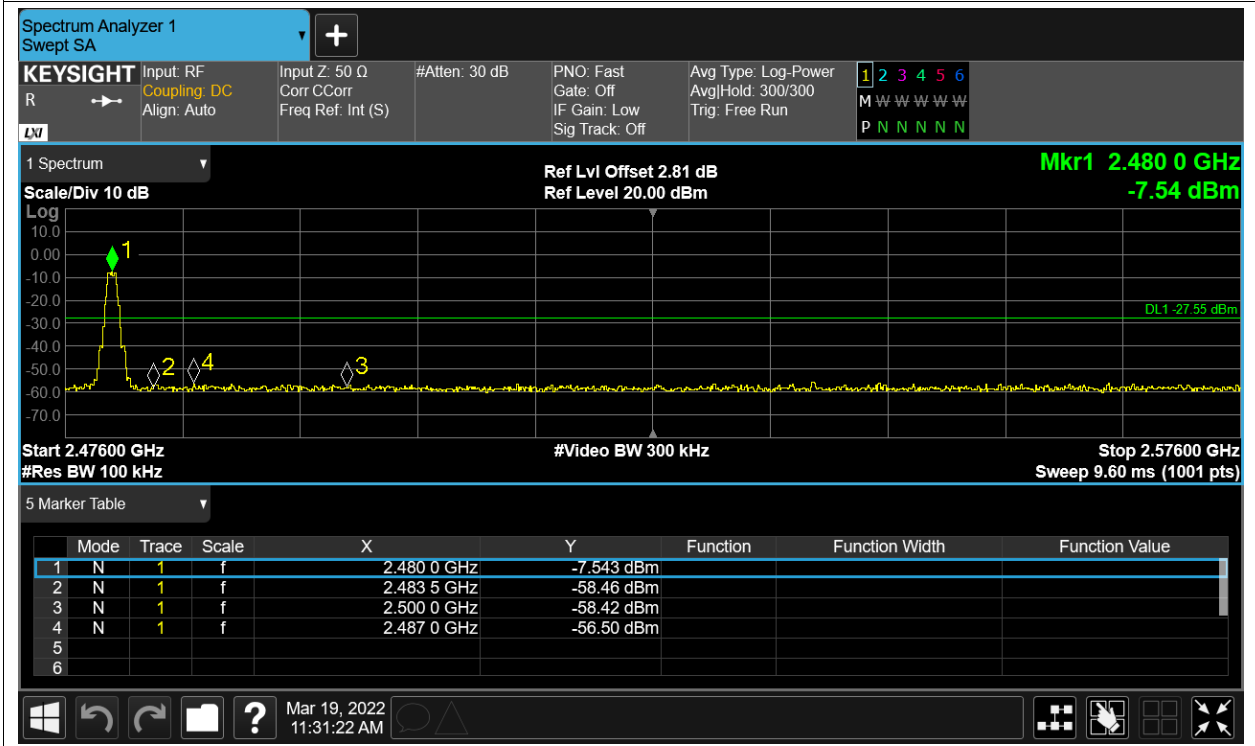 Spectrum Analyzer 1
Swept SA
KEYSIGHT
R
LXI
Input: RF
Coupling: DC
Align: Auto
Input Z: 50 Ω
Corr CCorr
Freq Ref: Int (S)
#Atten: 30 dB
PNO: Fast
Gate: Off
IF Gain: Low
Sig Track: Off
Avg Type: Log-Power
Avg|Hold: 300/300
Trig: Free Run
1 2 3 4 5 6
M W W W W W
P N N N N N
1 Spectrum
Scale/Div 10 dB
Ref Lvl Offset 2.81 dB
Ref Level 20.00 dBm
Mkr1 2.480 0 GHz
-7.54 dBm
Log
10.0
0.00
-10.0
-20.0
-30.0
-40.0
-50.0
-60.0
-70.0
1
2
4
3
DL1 -27.55 dBm
Start 2.47600 GHz
#Video BW 300 kHz
Stop 2.57600 GHz
#Res BW 100 kHz
Sweep 9.60 ms (1001 pts)
5 Marker Table
Mode Trace Scale X Y Function Function Width Function Value
1 N 1 f 2.480 0 GHz -7.543 dBm
2 N 1 f 2.483 5 GHz -58.46 dBm
3 N 1 f 2.500 0 GHz -58.42 dBm
4 N 1 f 2.487 0 GHz -56.50 dBm
5
6
?
Mar 19, 2022
11:31:22 AM